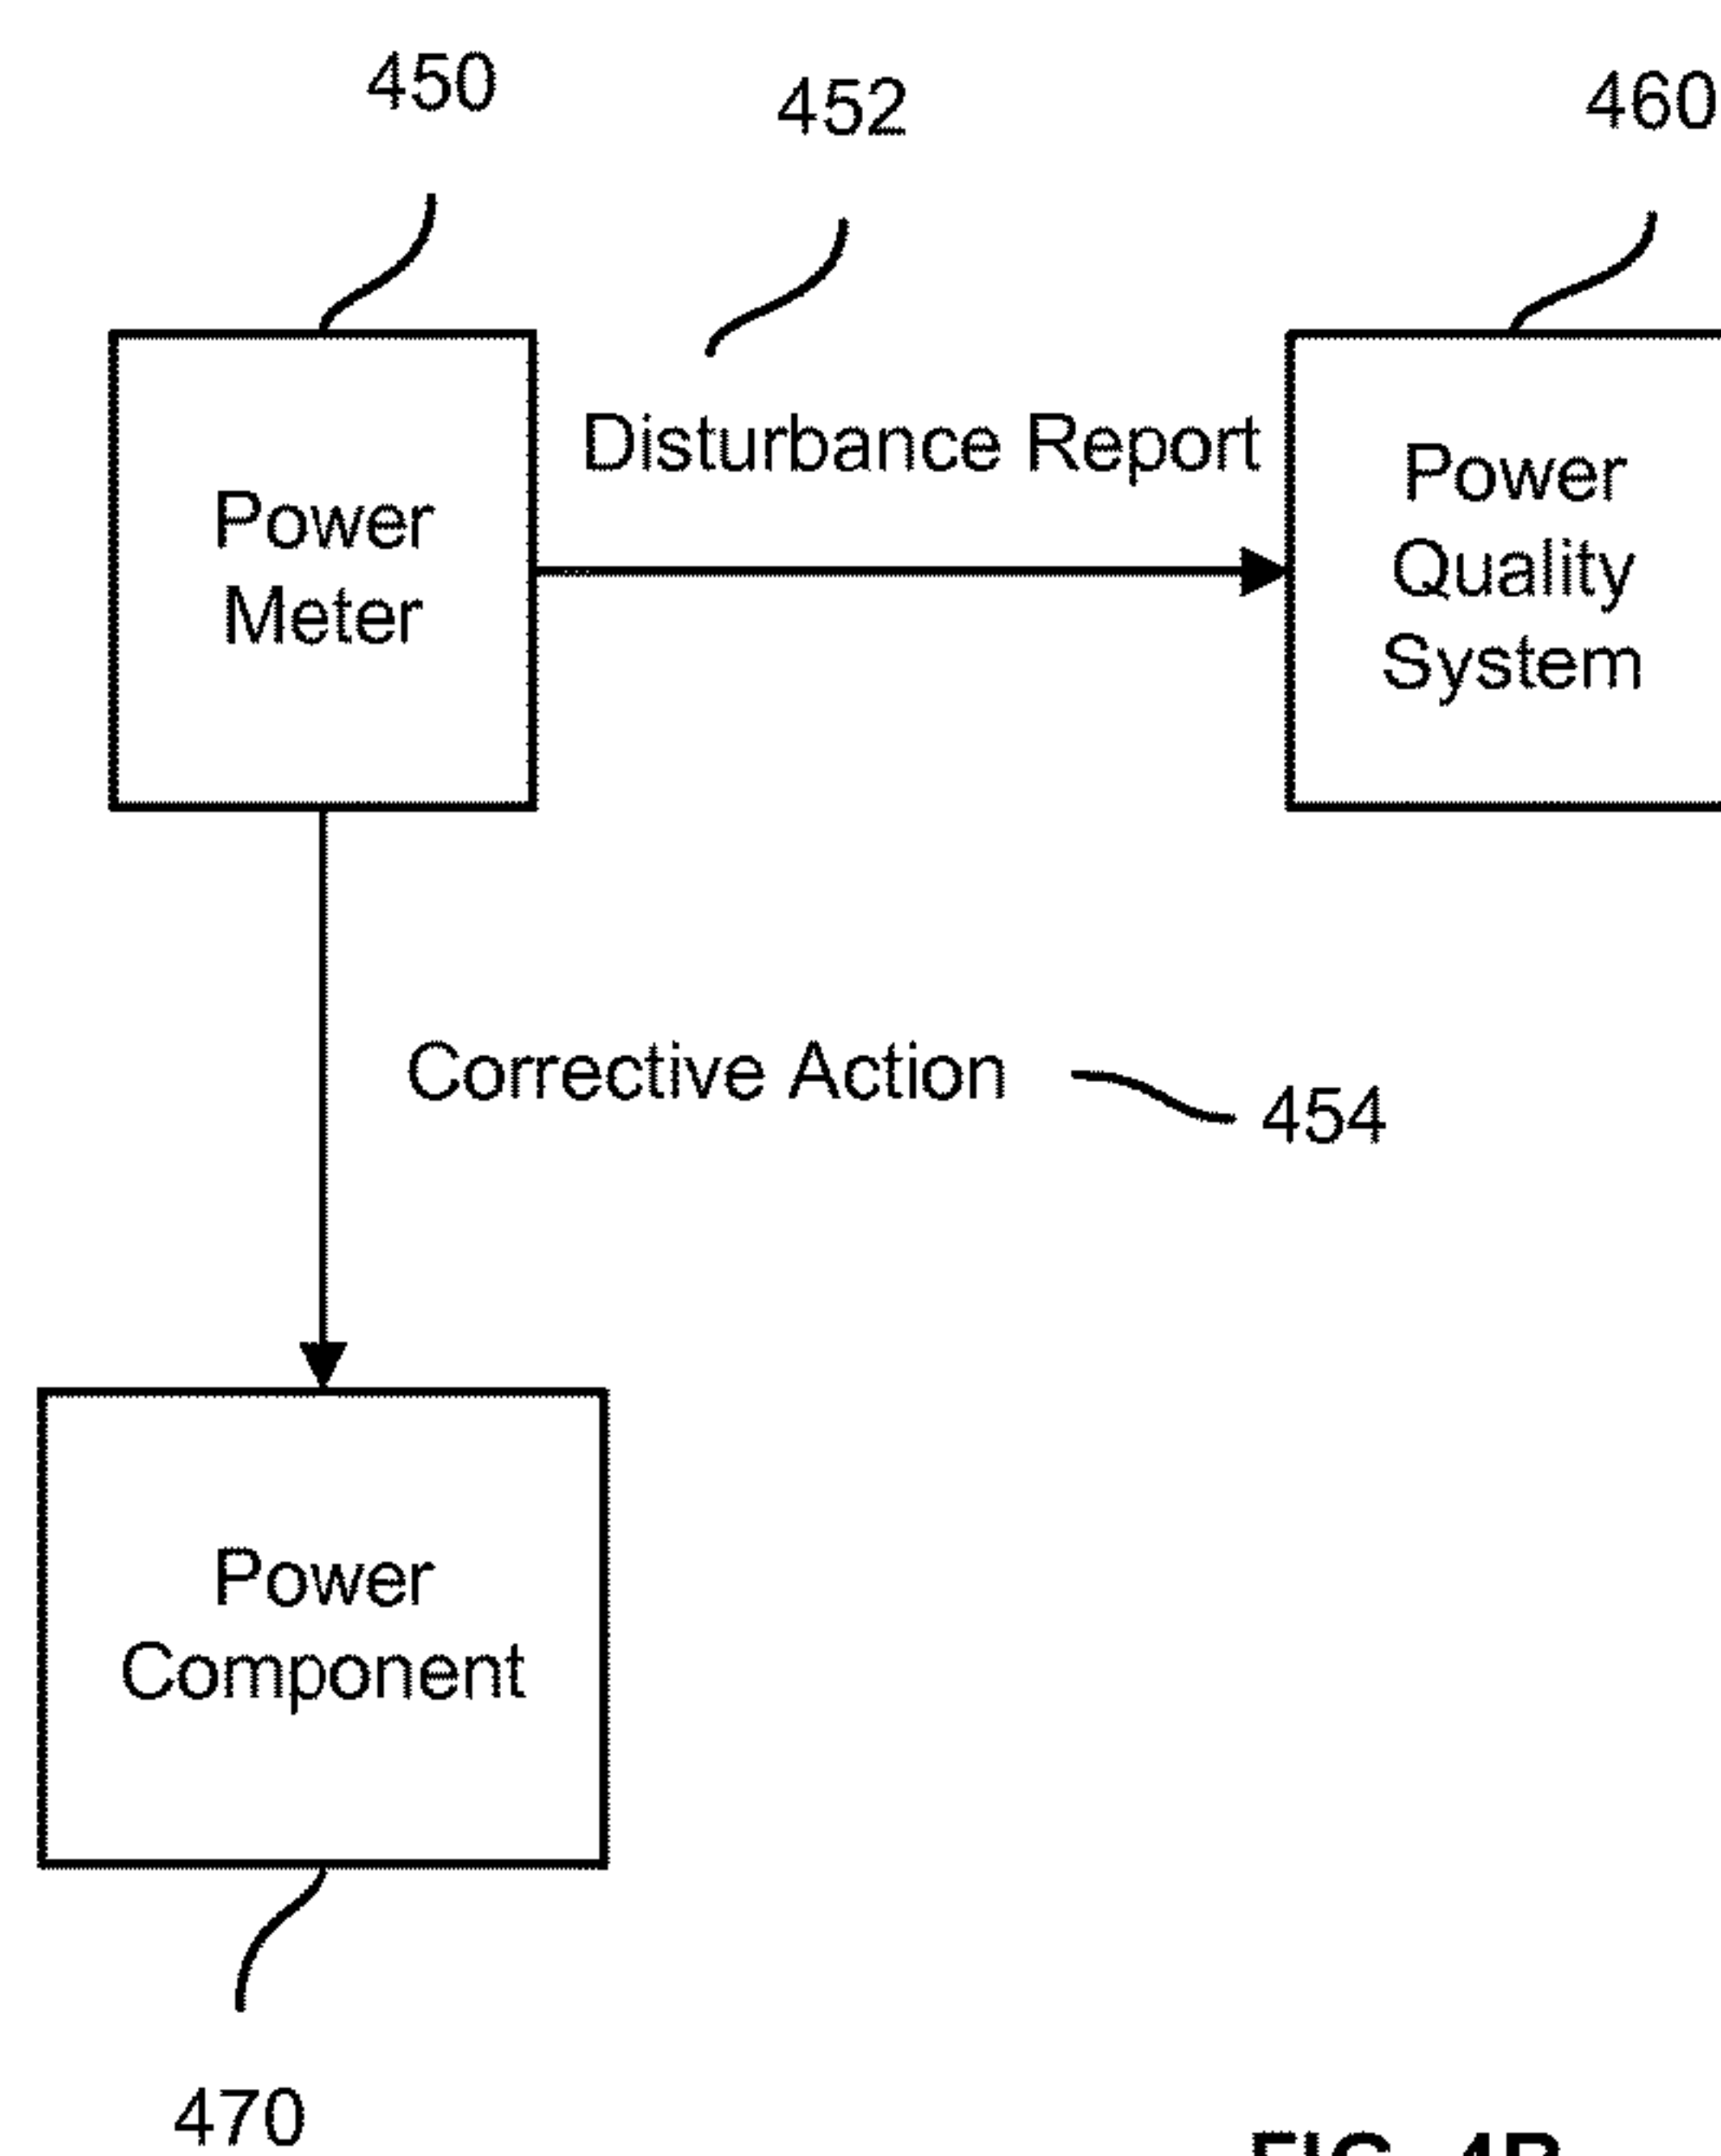 450
452
460
Disturbance Report
Power
Meter
Power
Quality
System
Corrective Action
454
Power
Component
470